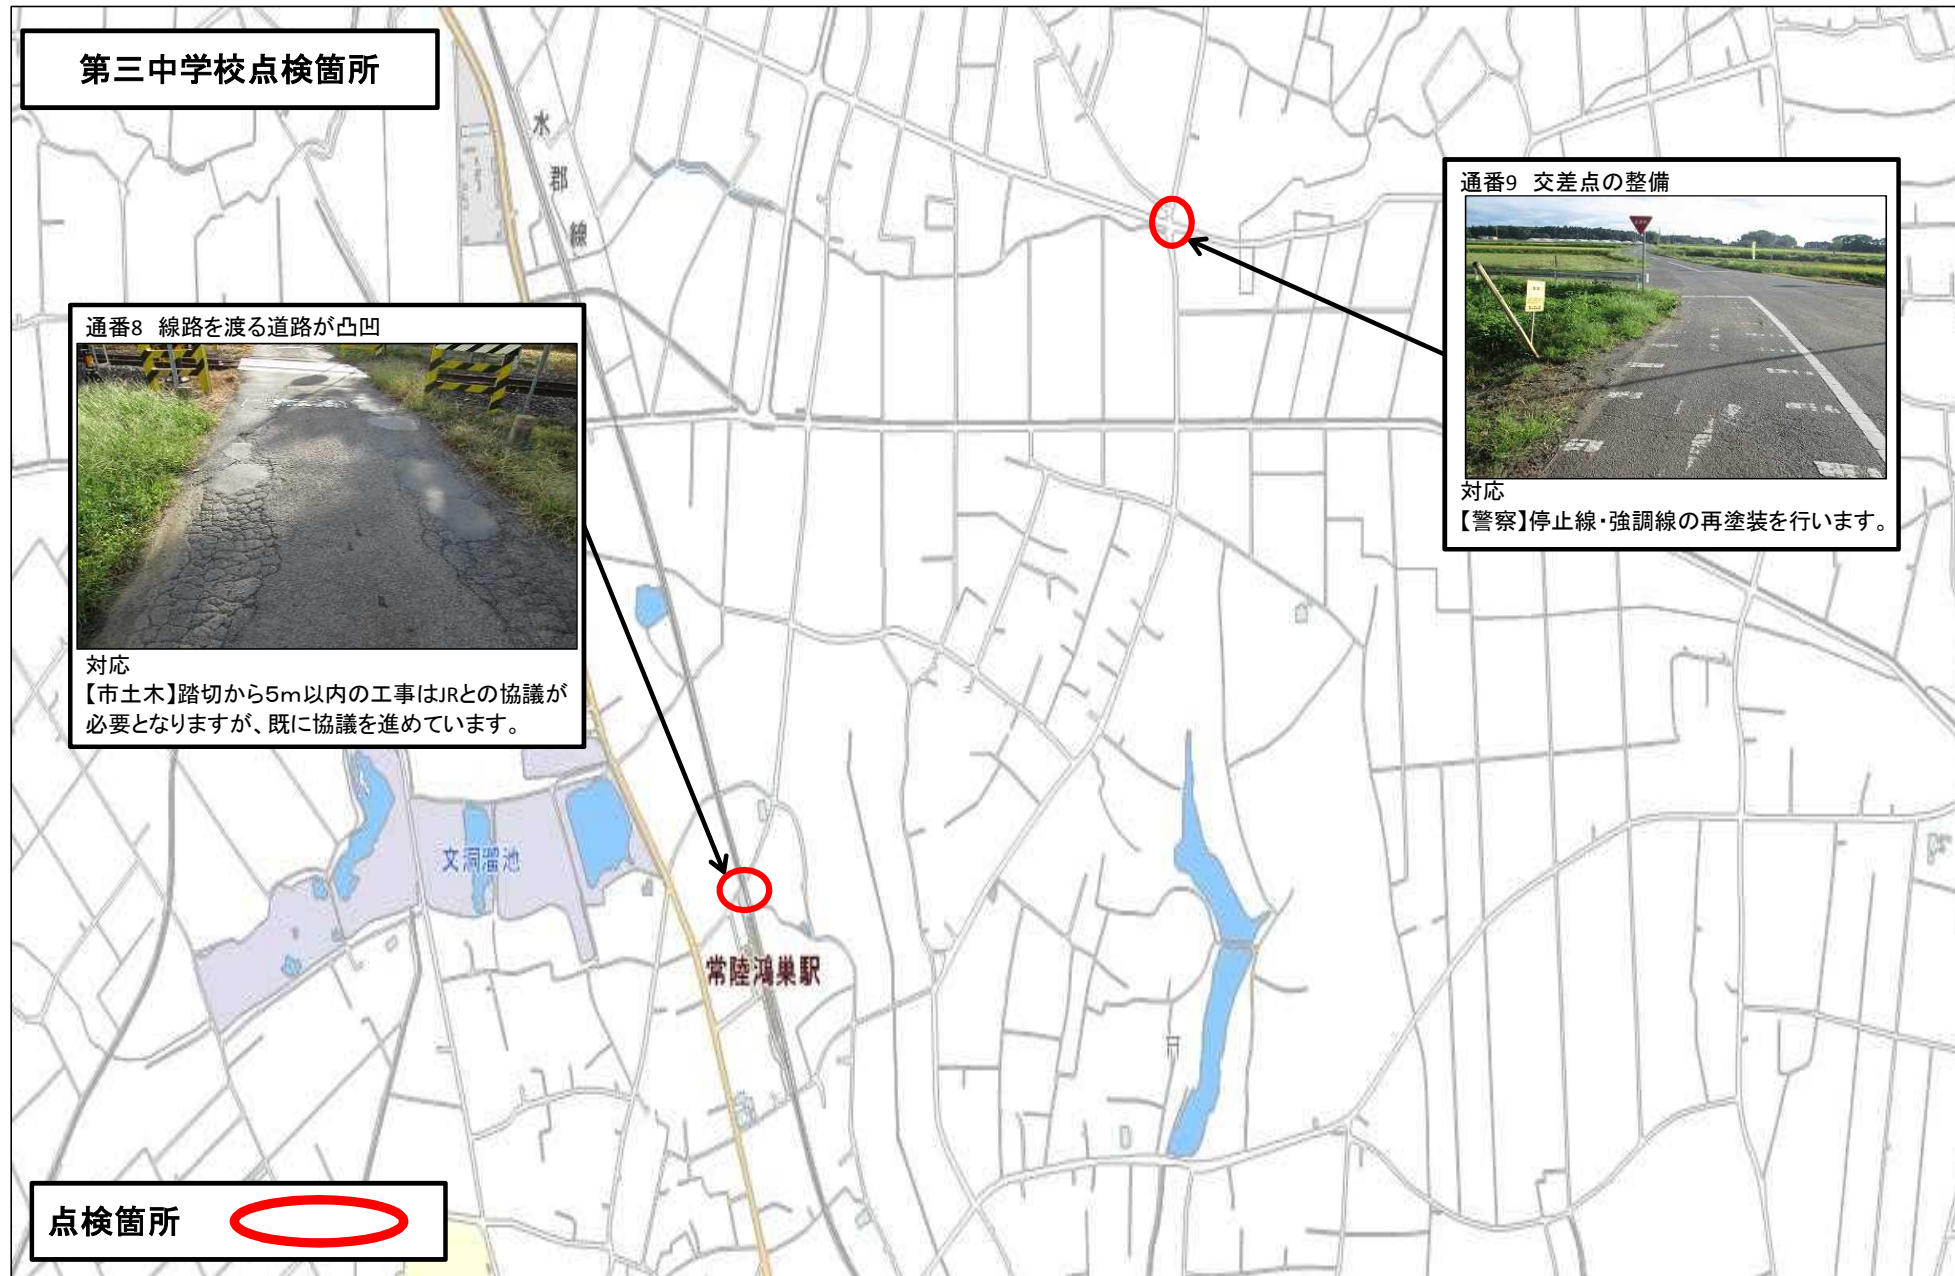 第三中学校点検箇所
水郡線
通番9 交差点の整備
対応
【警察】停止線・強調線の再塗装を行います。
通番8 線路を渡る道路が凸凹
対応
【市土木】踏切から5m以内の工事はJRとの協議が
必要となりますが、既に協議を進めています。
文洞溜池
常陸鴻巣駅
点検箇所